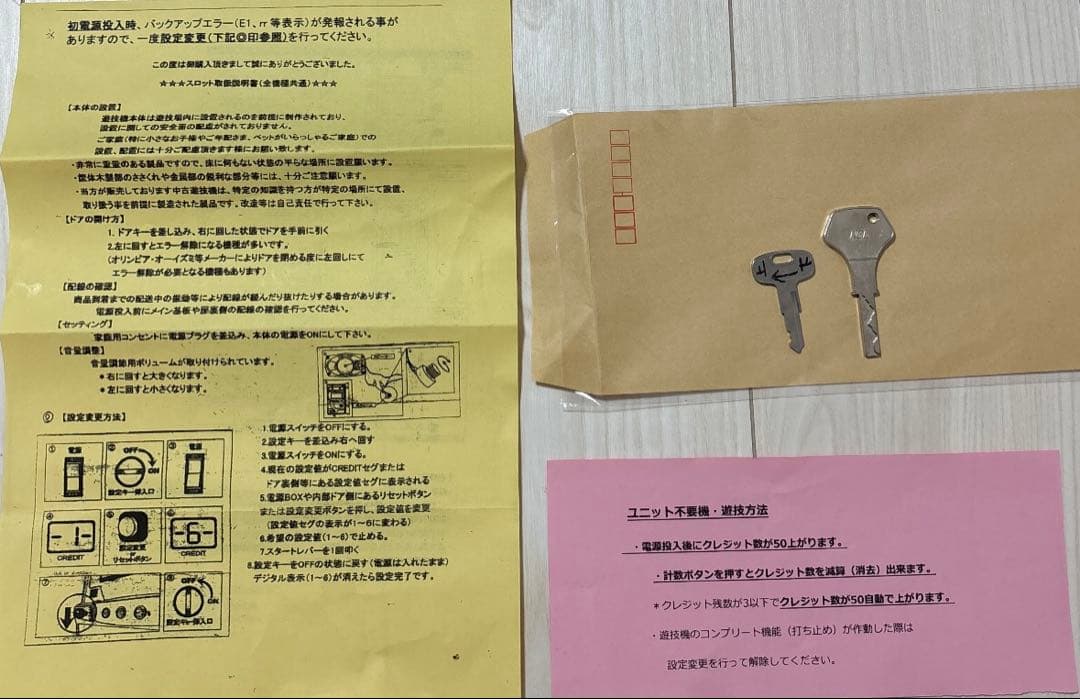 ※ 初電源投入時、バックアップエラー(E1、rr等表示)が発報される事が
ありますので、一度設定変更(下記◎印参照)を行ってください。
この度は御購入頂きまして誠にありがとうございました。
★★★スロット取扱説明書(全機種共通)★★★
【本体の設置】
遊技機本体は遊技場内に設置されるのを前提に制作されており、
設置に関しての安全面の配慮がされておりません。
ご家庭(特に小さなお子様やご年配さま、ペットがいらっしゃるご家庭)での
設置、配置には十分ご配慮頂きます様にお願い致します。
・非常に重量のある製品ですので、床に何もない状態の平らな場所に設置願います。
・筐体木製部のささくれや金属部の鋭利な部分等には、十分ご注意願います。
・当方が販売しております中古遊技機は、特定の知識を持つ方が特定の場所にて設置、
取り扱う事を前提に製造された製品です。改造等は自己責任で行って下さい。
【ドアの開け方】
1. ドアキーを差し込み、右に回した状態でドアを手前に引く
2.左に回すとエラー解除になる機種が多いです。
(オリンピア・オーイズミ等メーカーによりドアを閉める度に左回しにて
エラー解除が必要となる機種もあります)
【配線の確認】
商品到着までの配送中の振動等により配線が緩んだり抜けてたりする場合があります。
電源投入前にメイン基板や扉裏側の配線の確認を行ってください。
【セッティング】
家庭用コンセントに電源プラグを差込み、本体の電源をONにして下さい。
【音量調整】
音量調節用ボリュームが取り付けられています。
*右に回すと大きくなります。
*左に回すと小さくなります。
◎ 【設定変更方法】
1.電源スイッチをOFFにする。
2.設定キーを差込み右へ回す
3.電源スイッチをONにする。
4.現在の設定値がCREDITセグまたは
ドア裏側等にある設定値セグに表示される
5.電源BOXや内部ドア側にあるリセットボタン
または設定変更ボタンを押し、設定値を変更
(設定値セグの表示が1~6に変わる)
6.希望の設定値(1~6)で止める。
7.スタートレバーを1回叩く
8.設定キーをOFFの状態に戻す(電源は入れたまま)
デジタル表示(1~6)が消えたら設定完了です。
① 電源
② OFF ON 設定キー挿入口
③ 電源
④ -1- CREDIT
⑤ 設定変更 or リセットボタン
⑥ -6- CREDIT
⑦
⑧ OFF ON 設定キー挿入口
ユニット不要機・遊技方法
・電源投入後にクレジット数が50上がります。
・計数ボタンを押すとクレジット数を減算(消去)出来ます。
*クレジット残数が3以下でクレジット数が50自動で上がります。
・遊技機のコンプリート機能(打ち止め)が作動した際は
設定変更を行って解除してください。